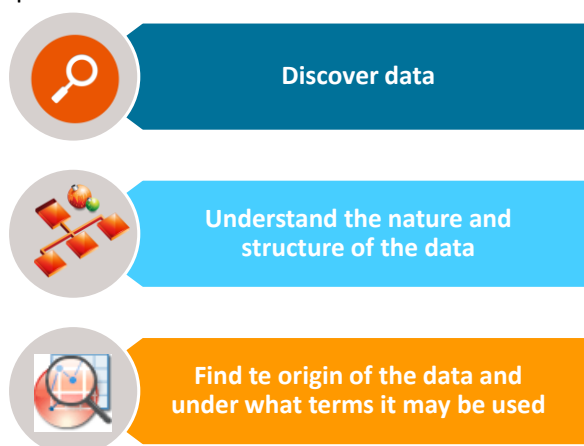 Discover data
Understand the nature and
structure of the data
Find te origin of the data and
under what terms it may be used